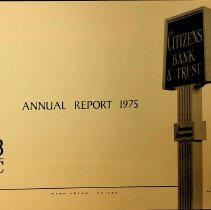 CITIZENS
BANK
& TRUST
ANNUAL REPORT 1975